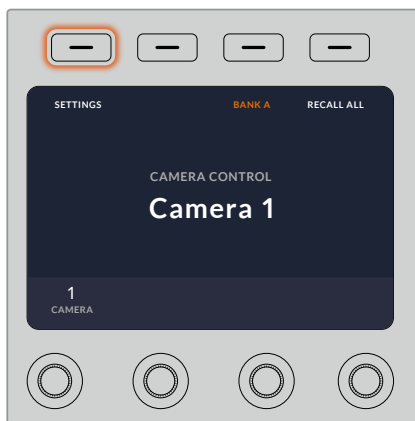 SETTINGS BANK A RECALL ALL
CAMERA CONTROL
Camera 1
1
CAMERA